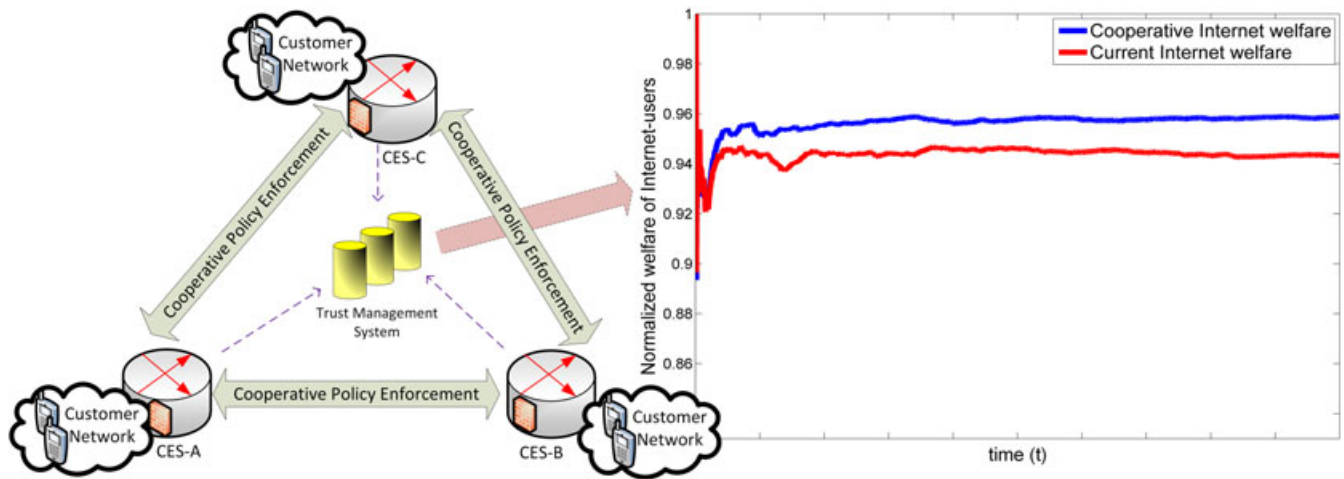 Customer
Network
CES-C
Cooperative Policy Enforcement
Cooperative Policy Enforcement
Trust Management
System
Cooperative Policy Enforcement
Customer
Network
CES-A
CES-B
Customer
Network
Cooperative Internet welfare
Current Internet welfare
Normalized welfare of Internet-users
1
0.98
0.96
0.94
0.92
0.9
0.88
0.86
time (t)